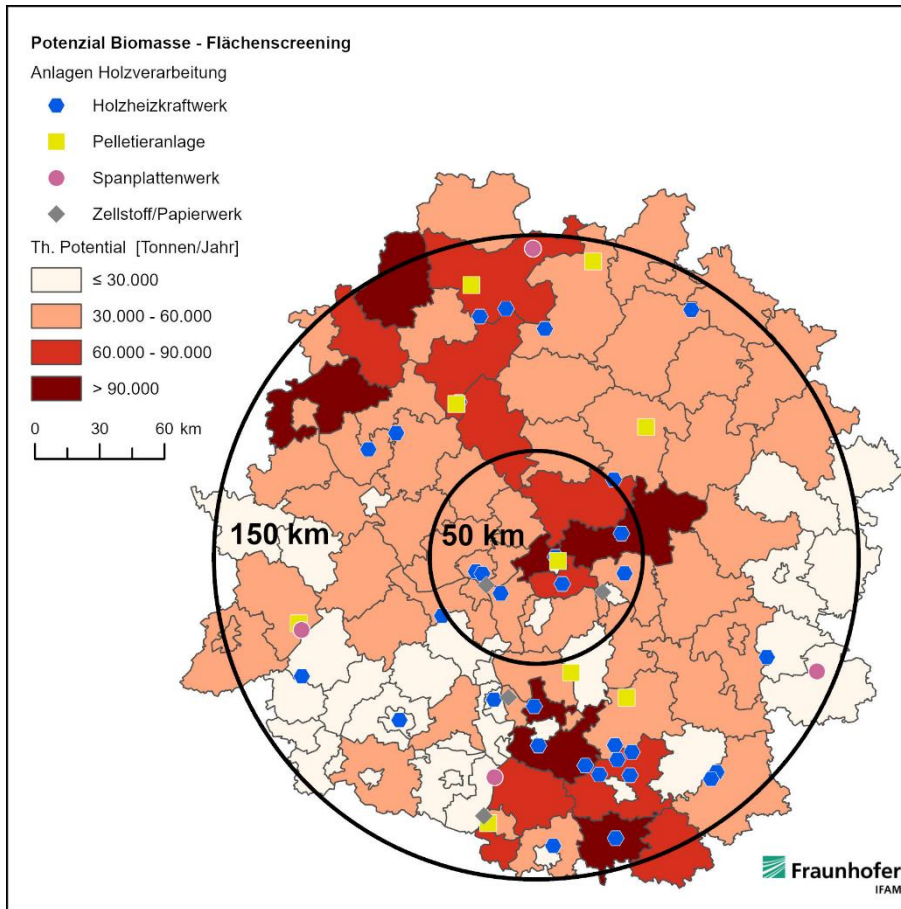 Potenzial Biomasse - Flächenscreening
Anlagen Holzverarbeitung
Holzheizkraftwerk
Pelletieranlage
Spanplattenwerk
Zellstoff/Papierwerk
Th. Potential [Tonnen/Jahr]
≤ 30.000
30.000 - 60.000
60.000 - 90.000
> 90.000
0 30 60 km
150 km
50 km
Fraunhofer
IFAM